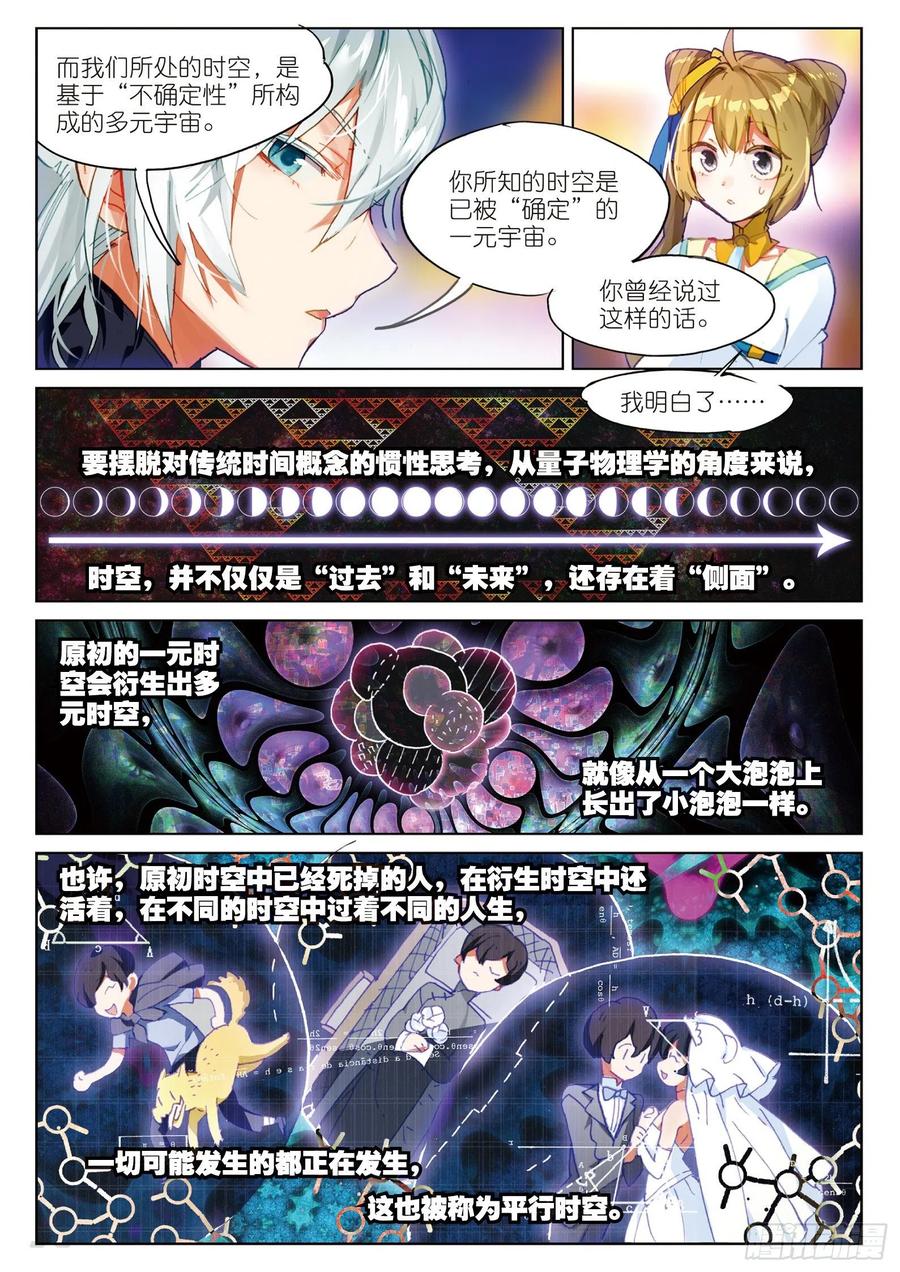 而我们所处的时空，是
基于“不确定性”所构
成的多元宇宙。
你所知的时空是
已被“确定”的
一元宇宙。
你曾经说过
这样的话。
我明白了……
要摆脱对传统时间概念的惯性思考，从量子物理学的角度来说，
时空，并不仅仅是“过去”和“未来”，还存在着“侧面”。
原初的一元时
空会衍生出多
元时空，
就像从一个大泡泡上
长出了小泡泡一样。
也许，原初时空中已经死掉的人，在衍生时空中还
活着，在不同的时空中过着不同的人生，
h (d-h)
一切可能发生的都正在发生，
这也被称为平行时空。
腾讯动漫